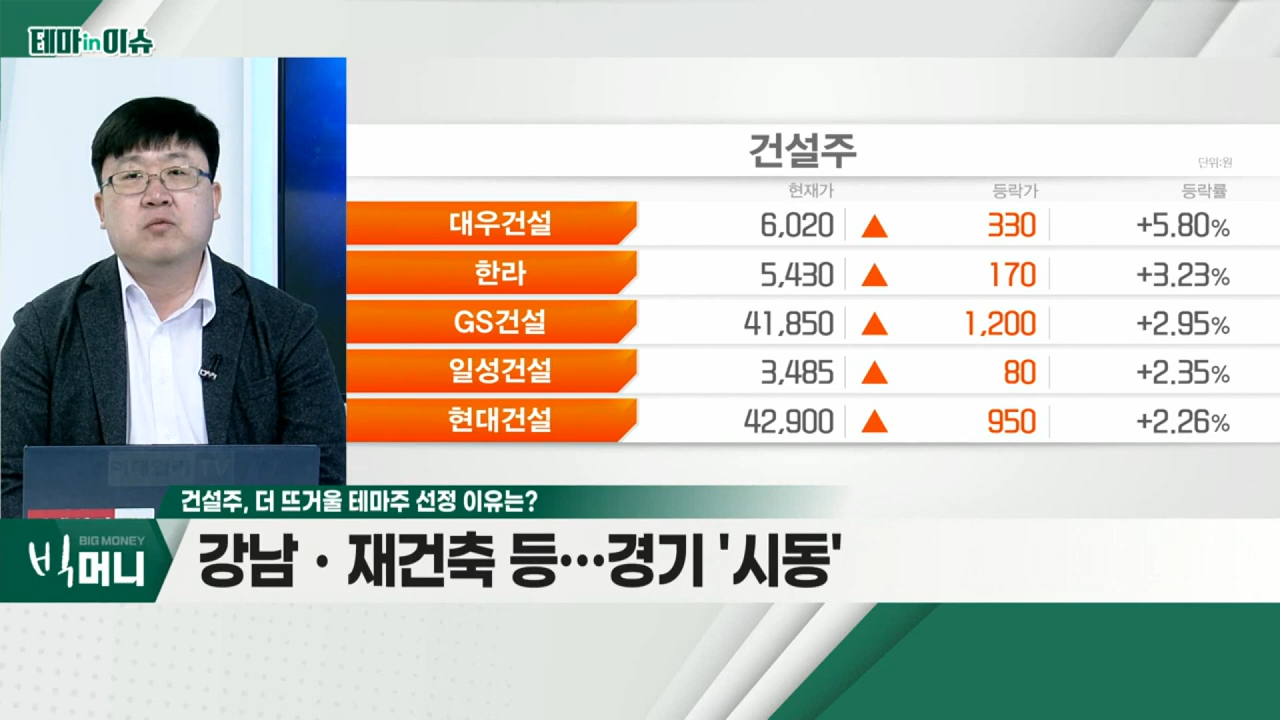 테마in이슈
건설주
단위:원
현재가 등락가 등락률
대우건설 6,020 ▲ 330 +5.80%
한라 5,430 ▲ 170 +3.23%
GS건설 41,850 ▲ 1,200 +2.95%
일성건설 3,485 ▲ 80 +2.35%
현대건설 42,900 ▲ 950 +2.26%
이데일리 TV
건설주, 더 뜨거울 테마주 선정 이유는?
BIG MONEY
빅머니
강남·재건축 등…경기 '시동'